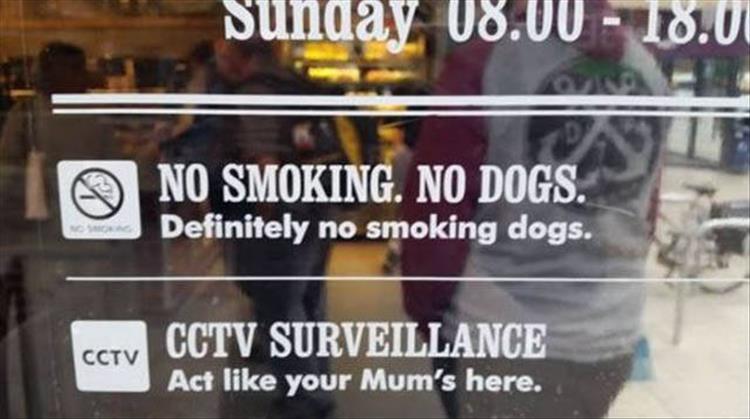 Sunday 08.00 - 18.00
NO SMOKING. NO DOGS.
NO SMOKING
Definitely no smoking dogs.
CCTV
CCTV SURVEILLANCE
Act like your Mum's here.